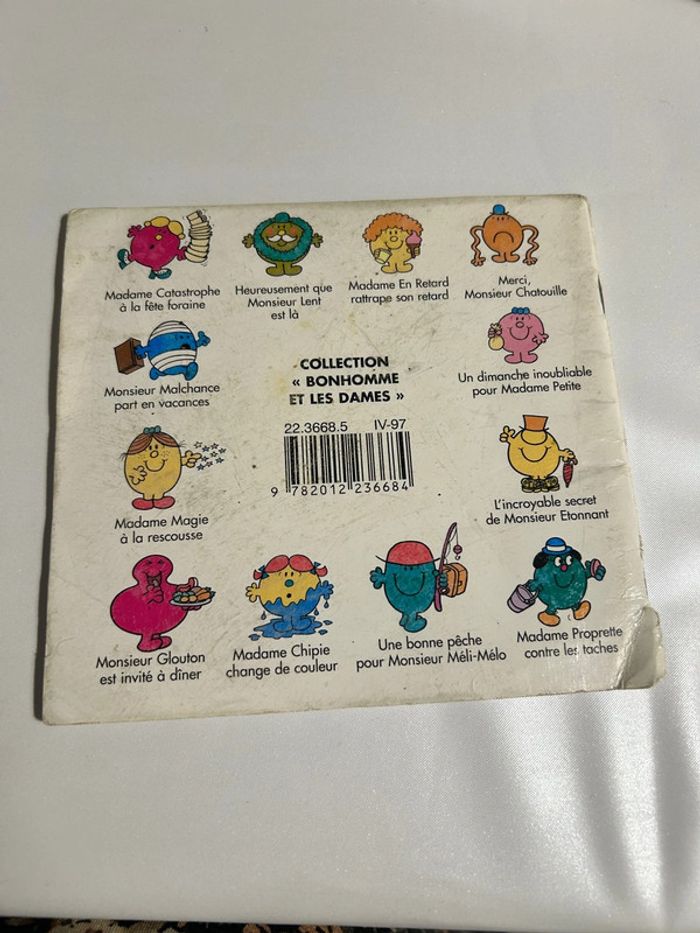 Madame Catastrophe
à la fête foraine
Heureusement que
Monsieur Lent
est là
Madame En Retard
rattrape son retard
Merci,
Monsieur Chatouille
Monsieur Malchance
part en vacances
COLLECTION
« BONHOMME
ET LES DAMES »
Un dimanche inoubliable
pour Madame Petite
22.3668.5 IV-97
9 782012 236684
Madame Magie
à la rescousse
L'incroyable secret
de Monsieur Etonnant
Monsieur Glouton
est invité à dîner
Madame Chipie
change de couleur
Une bonne pêche
pour Monsieur Méli-Mélo
Madame Proprette
contre les taches